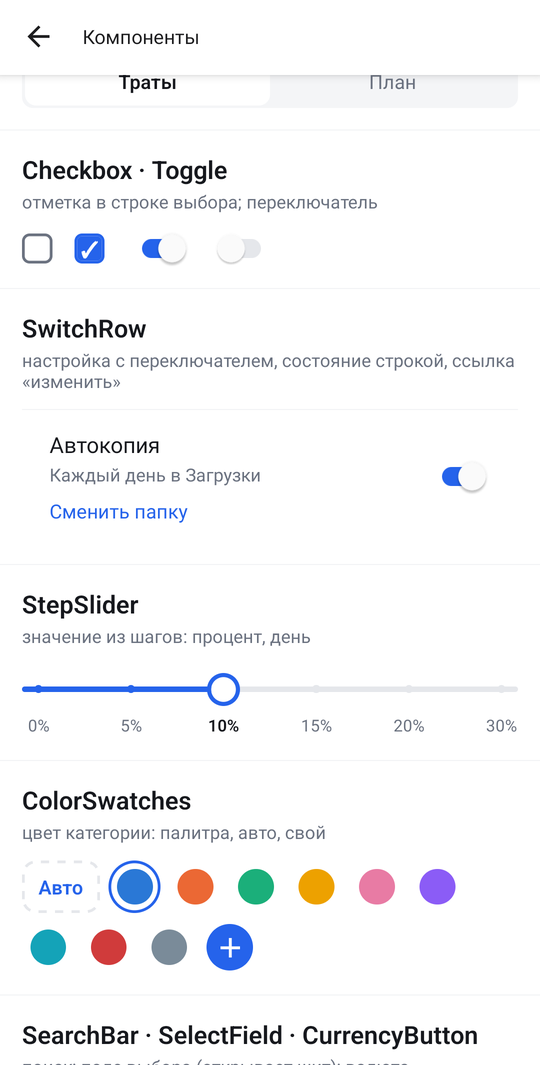 Компоненты
Траты
План
Checkbox · Toggle
отметка в строке выбора; переключатель
SwitchRow
настройка с переключателем, состояние строкой, ссылка
«изменить»
Автокопия
Каждый день в Загрузки
Сменить папку
StepSlider
значение из шагов: процент, день
0% 5% 10% 15% 20% 30%
ColorSwatches
цвет категории: палитра, авто, свой
Авто
SearchBar · SelectField · CurrencyButton